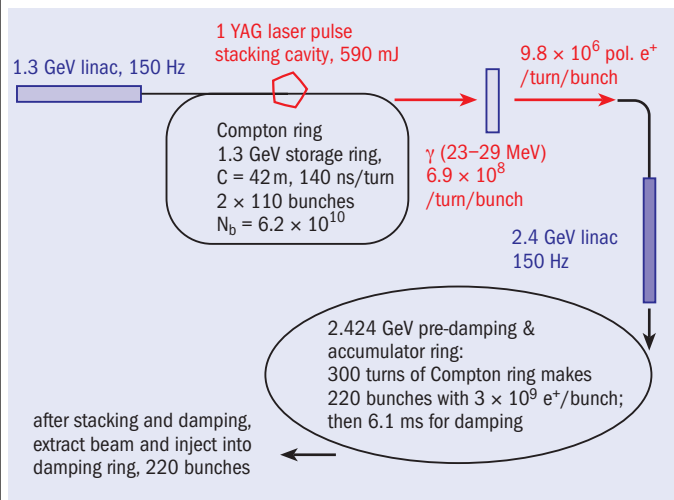 1 YAG laser pulse
stacking cavity, 590 mJ
1.3 GeV linac, 150 Hz
9.8 × 10⁶ pol. e⁺
/turn/bunch
Compton ring
1.3 GeV storage ring,
C = 42 m, 140 ns/turn
2 × 110 bunches
N_b = 6.2 × 10¹⁰
γ (23–29 MeV)
6.9 × 10⁸
/turn/bunch
2.4 GeV linac
150 Hz
2.424 GeV pre-damping &
accumulator ring:
300 turns of Compton ring makes
220 bunches with 3 × 10⁹ e⁺/bunch;
then 6.1 ms for damping
after stacking and damping,
extract beam and inject into
damping ring, 220 bunches